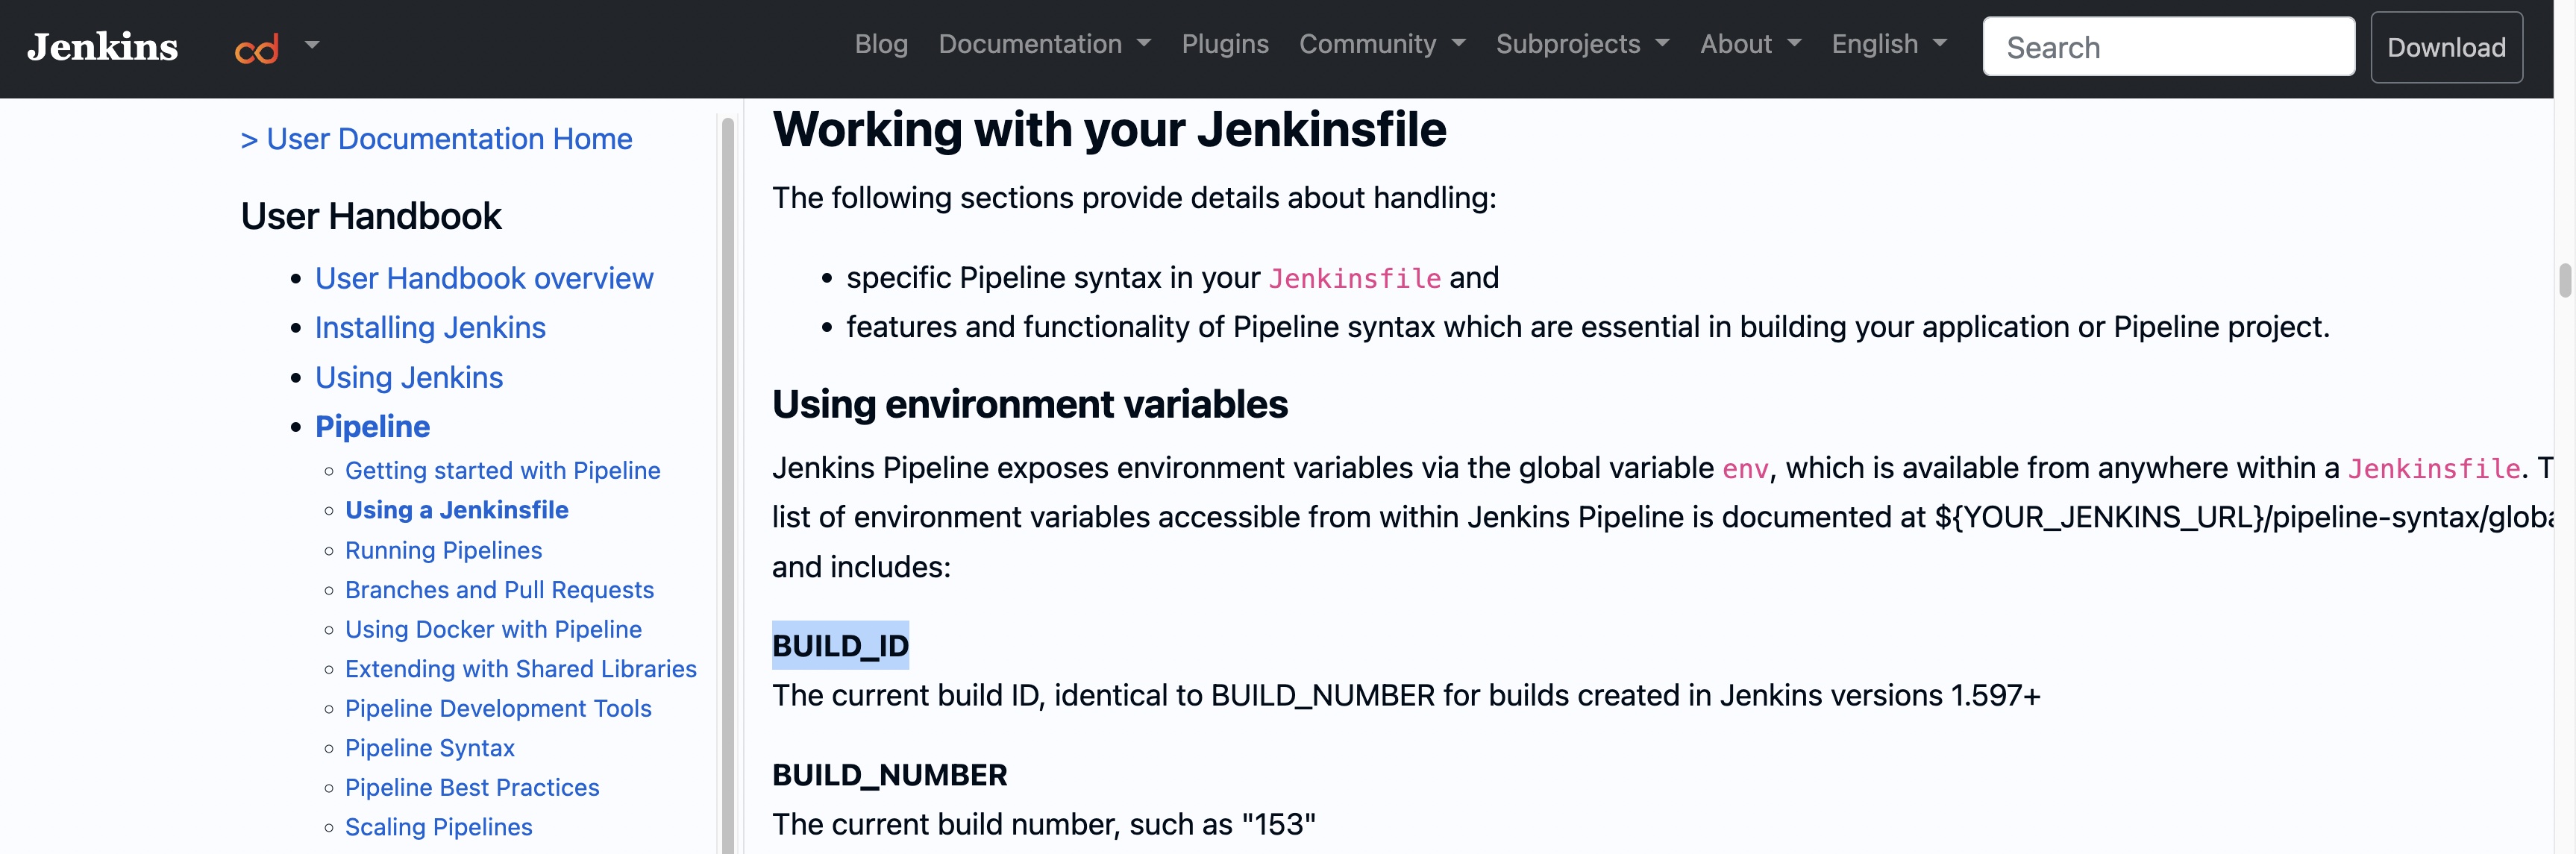 Jenkins
Blog Documentation Plugins Community Subprojects About English Search Download
> User Documentation Home
User Handbook
User Handbook overview
Installing Jenkins
Using Jenkins
Pipeline
Getting started with Pipeline
Using a Jenkinsfile
Running Pipelines
Branches and Pull Requests
Using Docker with Pipeline
Extending with Shared Libraries
Pipeline Development Tools
Pipeline Syntax
Pipeline Best Practices
Scaling Pipelines
Working with your Jenkinsfile
The following sections provide details about handling:
specific Pipeline syntax in your Jenkinsfile and
features and functionality of Pipeline syntax which are essential in building your application or Pipeline project.
Using environment variables
Jenkins Pipeline exposes environment variables via the global variable env, which is available from anywhere within a Jenkinsfile. T
list of environment variables accessible from within Jenkins Pipeline is documented at ${YOUR_JENKINS_URL}/pipeline-syntax/globa
and includes:
BUILD_ID
The current build ID, identical to BUILD_NUMBER for builds created in Jenkins versions 1.597+
BUILD_NUMBER
The current build number, such as "153"